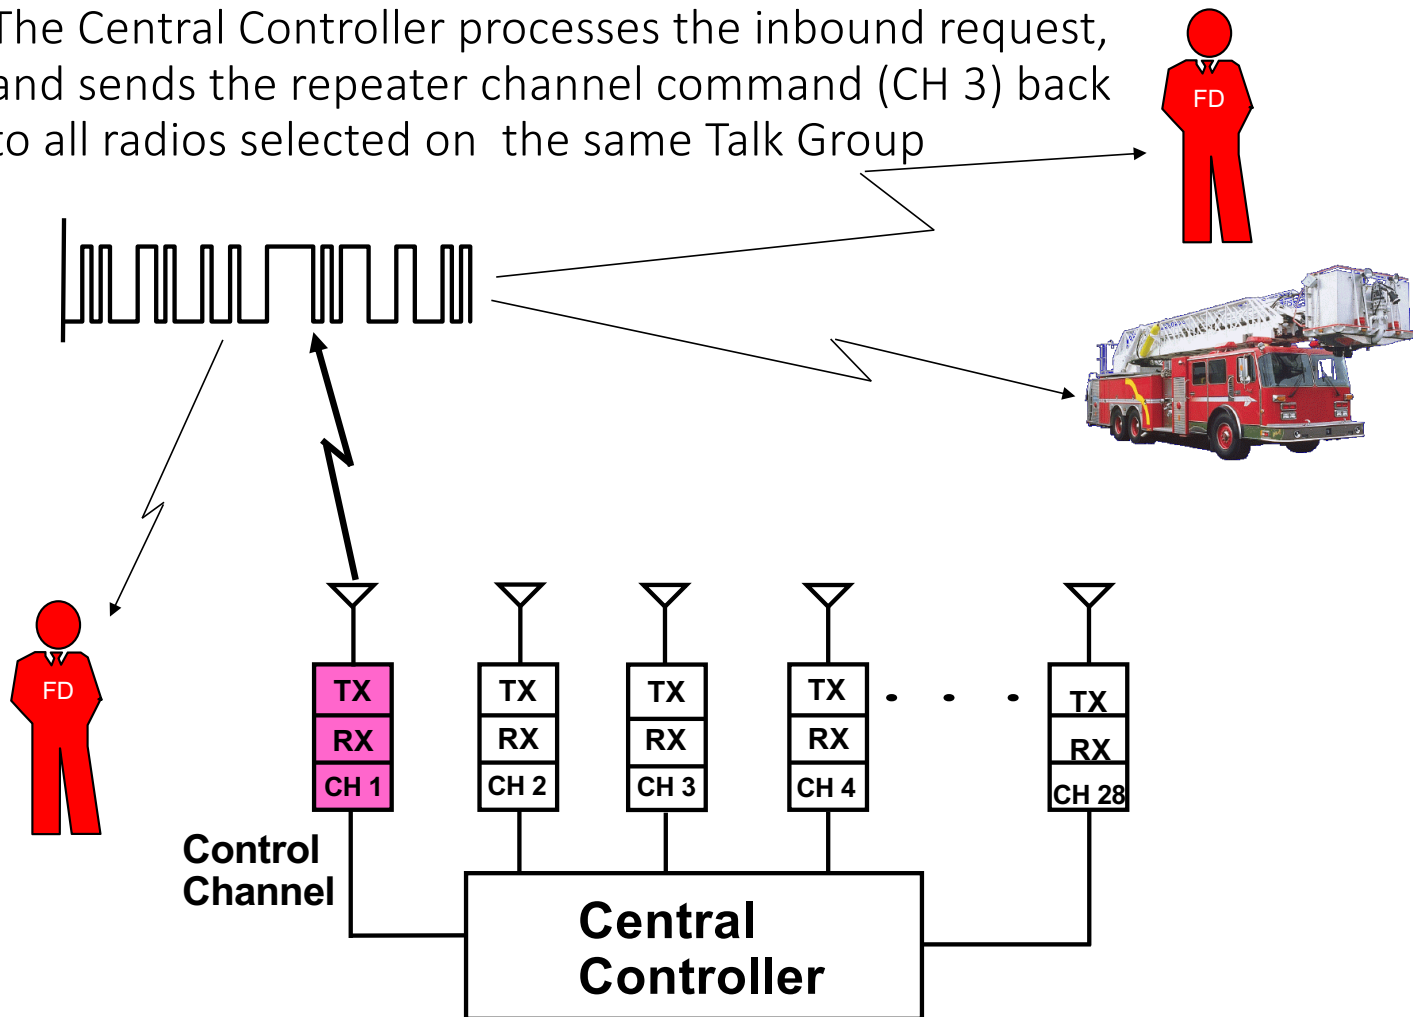 The Central Controller processes the inbound request,
and sends the repeater channel command (CH 3) back
to all radios selected on the same Talk Group
FD
FD
TX
RX
CH 1
TX
RX
CH 2
TX
RX
CH 3
TX
RX
CH 4
. . .
TX
RX
CH 28
Control
Channel
Central
Controller